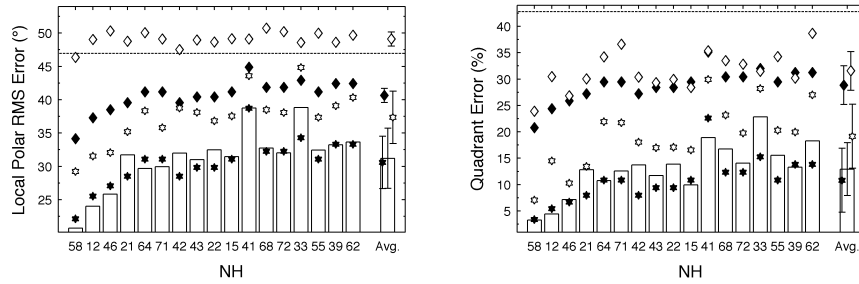 Local Polar RMS Error (°)
50
45
40
35
30
25
58 12 46 21 64 71 42 43 22 15 41 68 72 33 55 39 62 Avg.
NH
Quadrant Error (%)
40
35
30
25
20
15
10
5
58 12 46 21 64 71 42 43 22 15 41 68 72 33 55 39 62 Avg.
NH